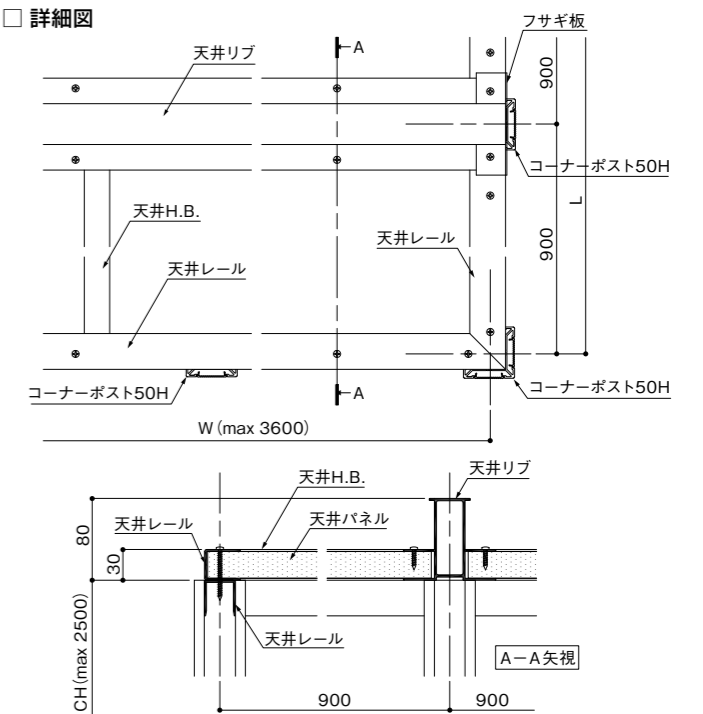 □ 詳細図
フサギ板
天井リブ
A
900
コーナーポスト50H
天井H.B.
天井レール
L
900
天井レール
コーナーポスト50H
A
コーナーポスト50H
W（max 3600）
天井リブ
天井H.B.
天井レール
天井パネル
80
30
天井レール
CH（max 2500）
A－A矢視
900
900